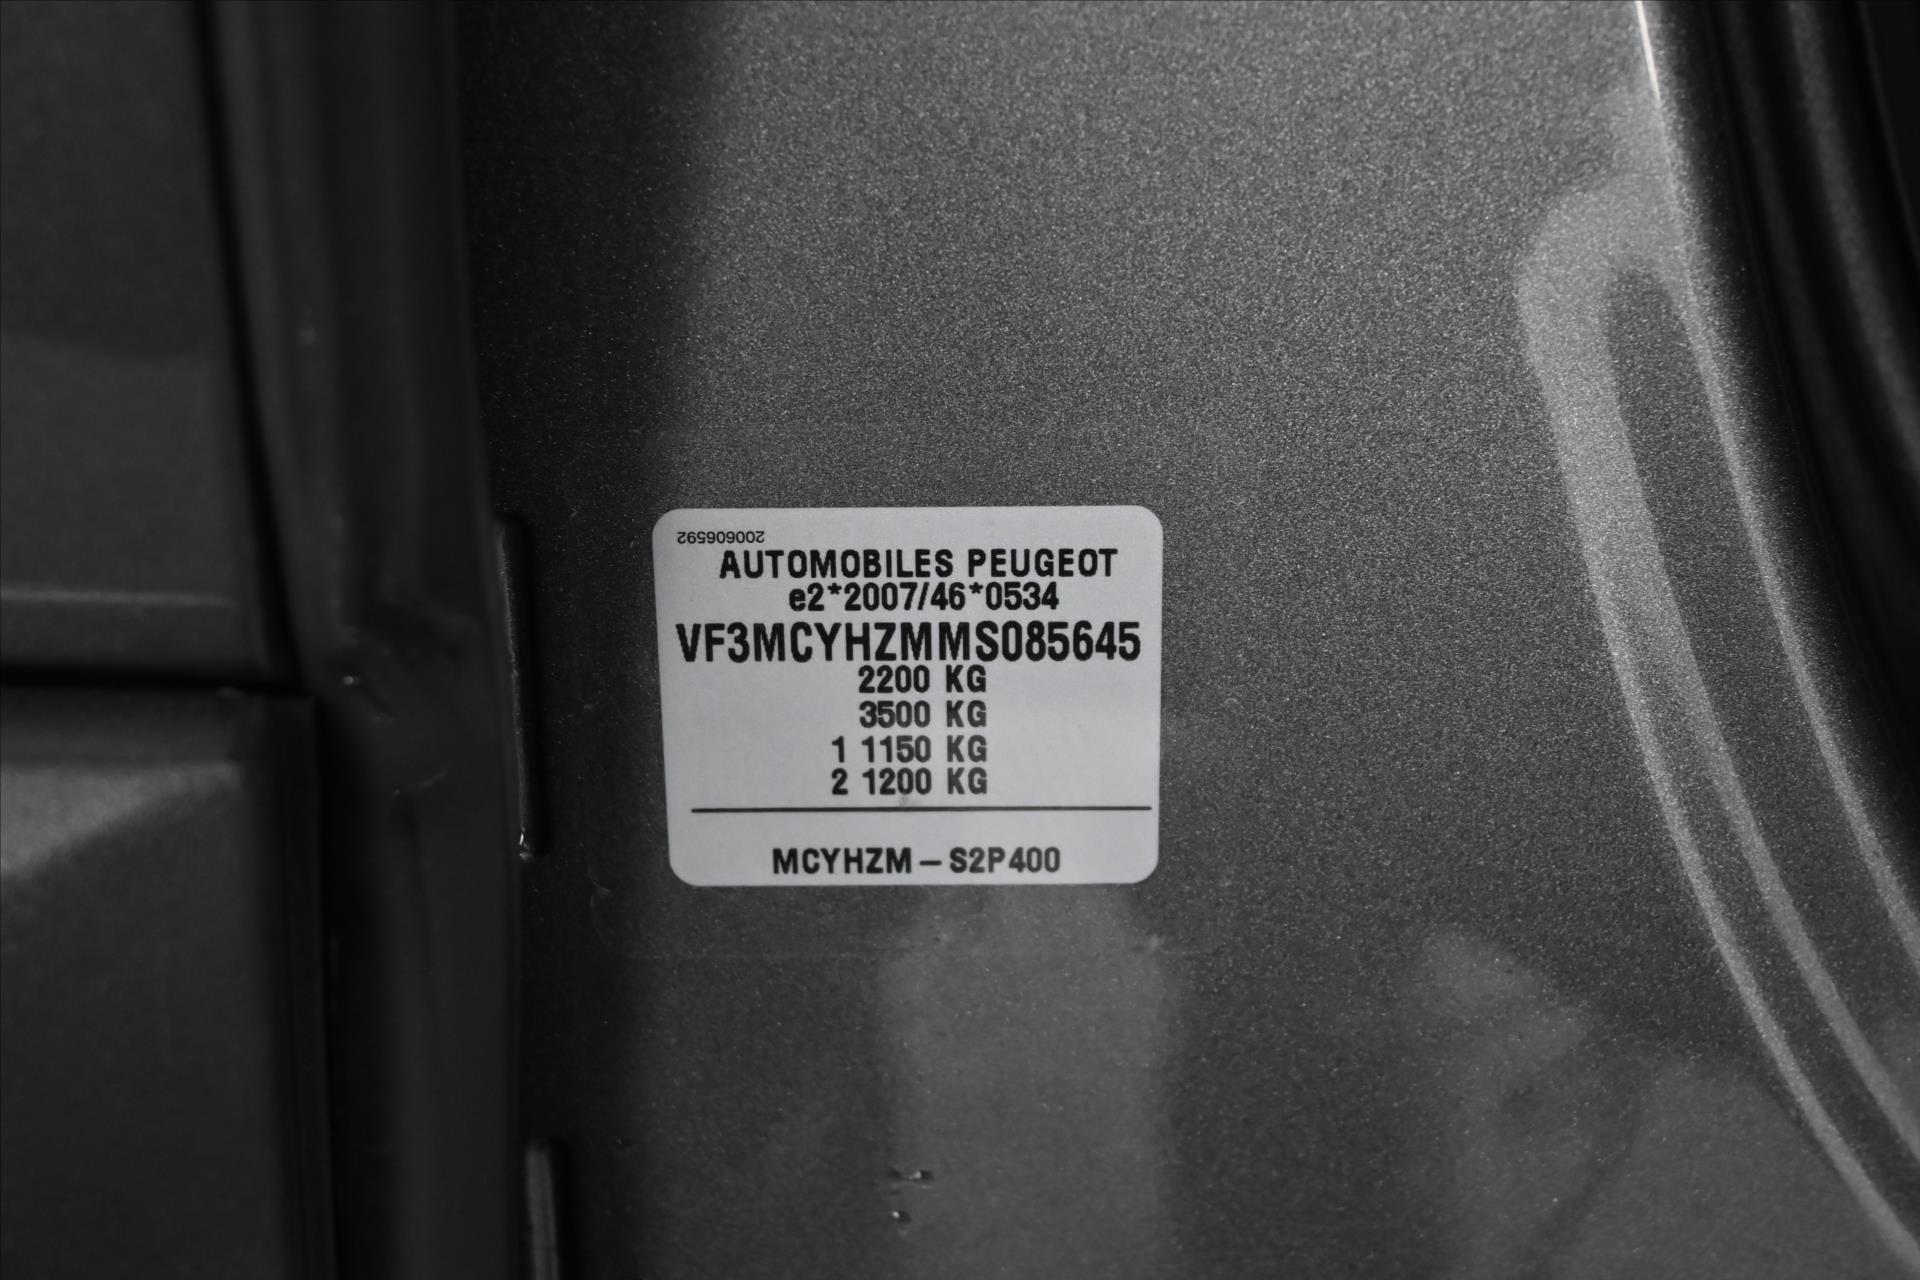 200606592
AUTOMOBILES PEUGEOT
e2*2007/46*0534
VF3MCYHZMMS085645
2200 KG
3500 KG
1 1150 KG
2 1200 KG
MCYHZM – S2P400